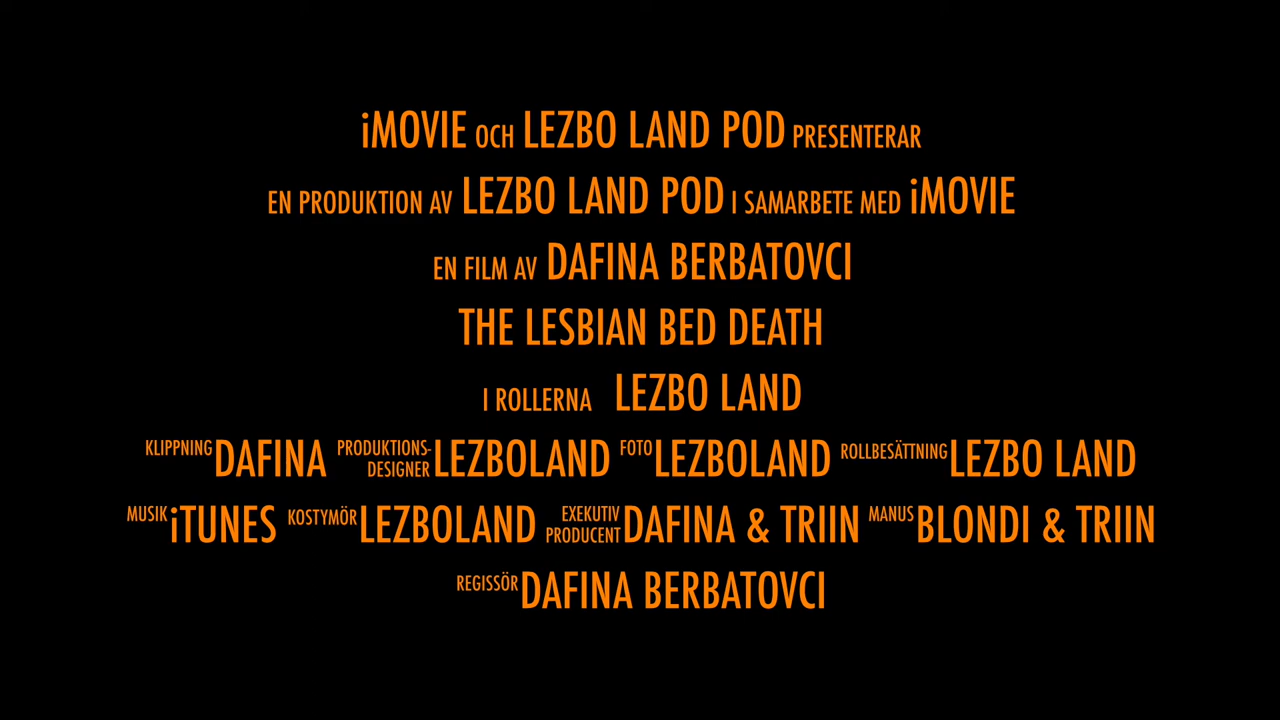 iMOVIE OCH LEZBO LAND POD PRESENTERAR
EN PRODUKTION AV LEZBO LAND POD I SAMARBETE MED iMOVIE
EN FILM AV DAFINA BERBATOVCI
THE LESBIAN BED DEATH
I ROLLERNA LEZBO LAND
KLIPPNING DAFINA PRODUKTIONS-DESIGNER LEZBOLAND FOTO LEZBOLAND ROLLBESÄTTNING LEZBO LAND
MUSIK iTUNES KOSTYMÖR LEZBOLAND EXEKUTIV PRODUCENT DAFINA & TRIIN MANUS BLONDI & TRIIN
REGISSÖR DAFINA BERBATOVCI